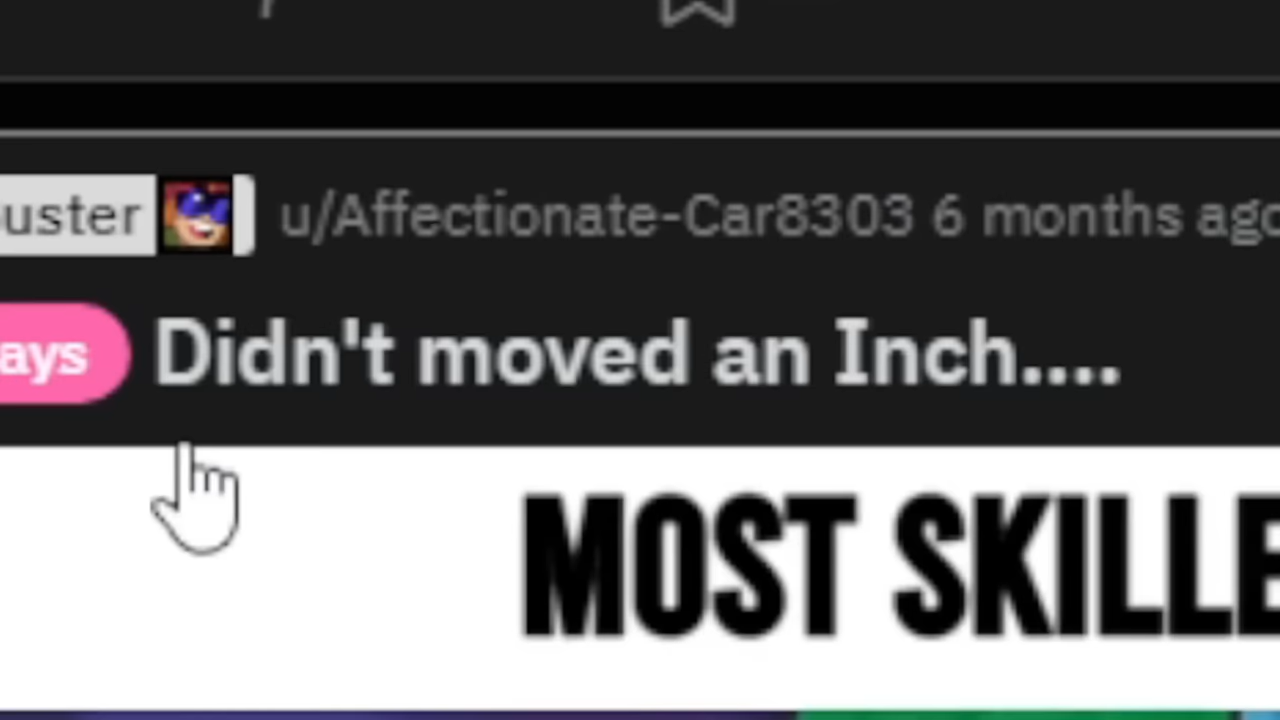 uster u/Affectionate-Car8303 6 months ago
ays Didn't moved an Inch....
MOST SKILLE